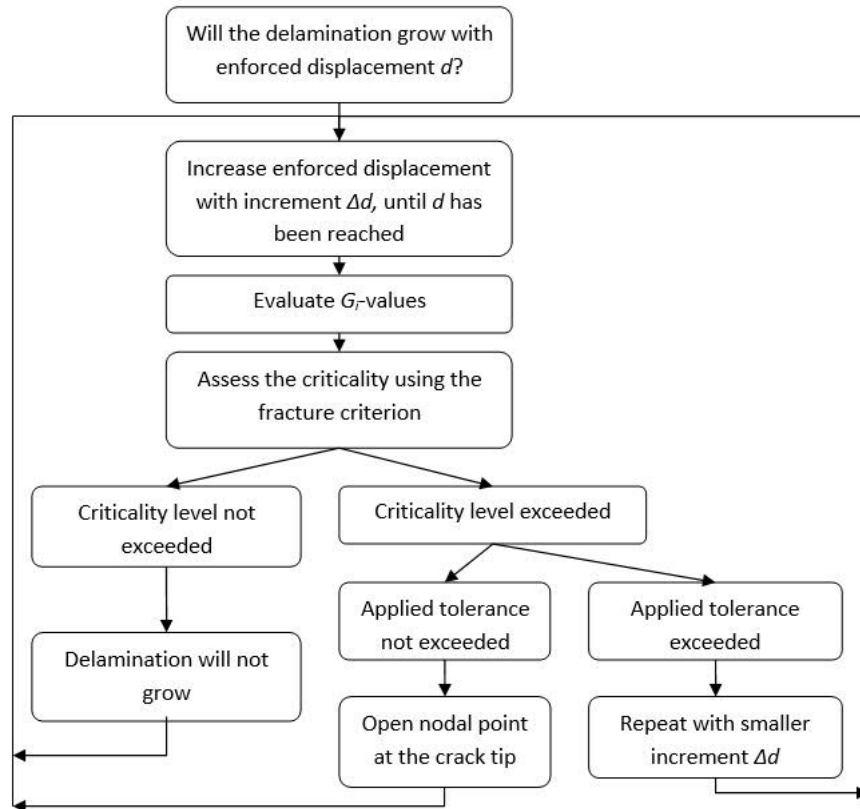 Will the delamination grow with
enforced displacement d?
Increase enforced displacement
with increment Δd, until d has
been reached
Evaluate Gᵢ-values
Assess the criticality using the
fracture criterion
Criticality level not
exceeded
Criticality level exceeded
Applied tolerance
not exceeded
Applied tolerance
exceeded
Delamination will not
grow
Open nodal point
at the crack tip
Repeat with smaller
increment Δd